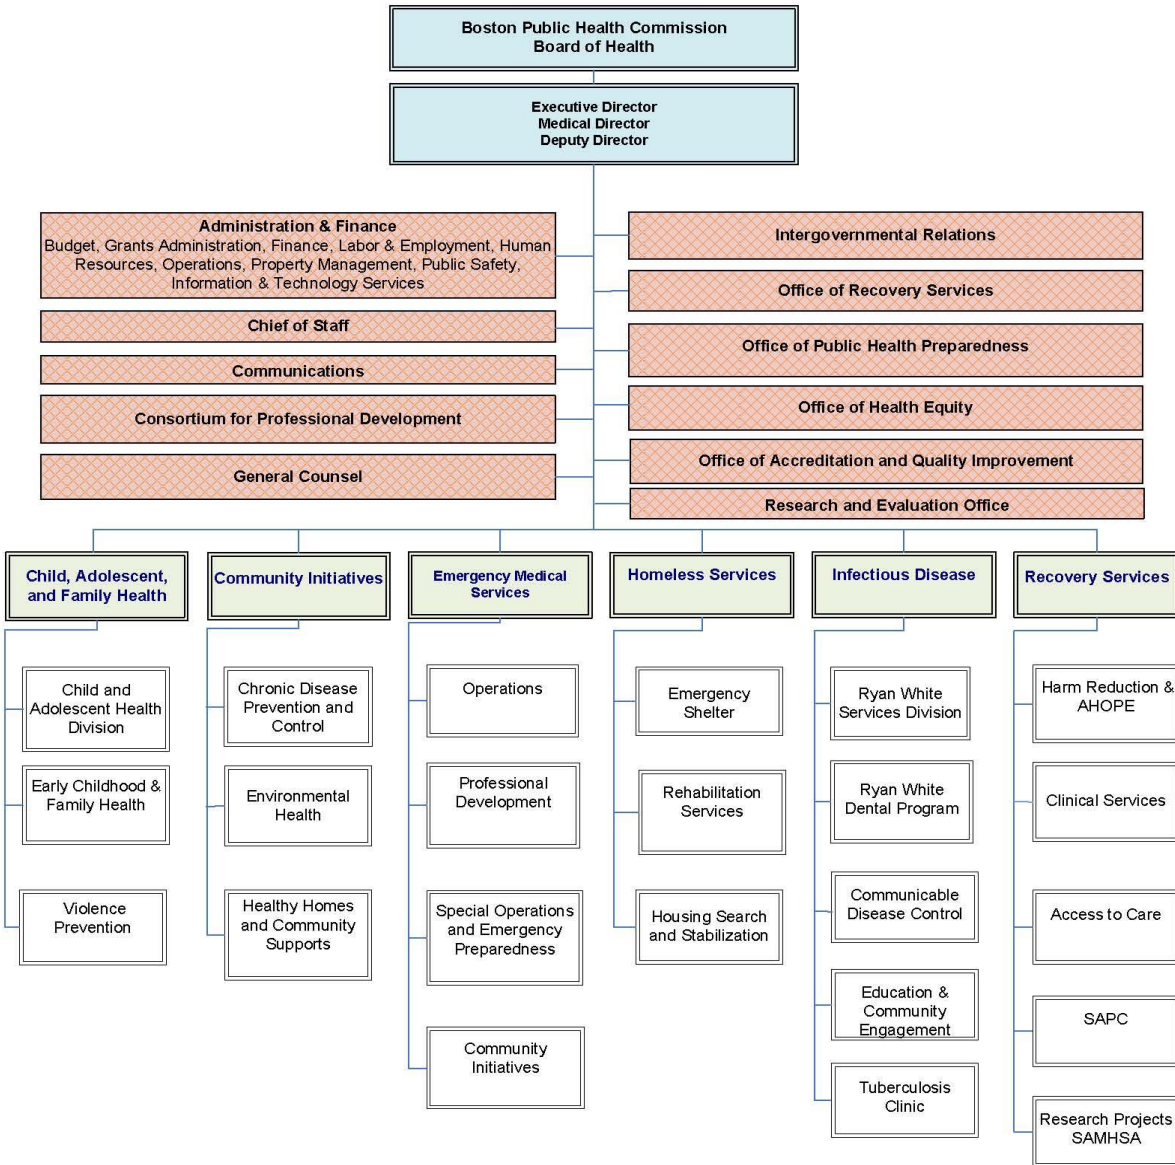 Boston Public Health Commission
Board of Health
Executive Director
Medical Director
Deputy Director
Administration & Finance
Budget, Grants Administration, Finance, Labor & Employment, Human
Resources, Operations, Property Management, Public Safety,
Information & Technology Services
Chief of Staff
Communications
Consortium for Professional Development
General Counsel
Intergovernmental Relations
Office of Recovery Services
Office of Public Health Preparedness
Office of Health Equity
Office of Accreditation and Quality Improvement
Research and Evaluation Office
Child, Adolescent,
and Family Health
Child and
Adolescent Health
Division
Early Childhood &
Family Health
Violence
Prevention
Community Initiatives
Chronic Disease
Prevention and
Control
Environmental
Health
Healthy Homes
and Community
Supports
Emergency Medical
Services
Operations
Professional
Development
Special Operations
and Emergency
Preparedness
Community
Initiatives
Homeless Services
Emergency
Shelter
Rehabilitation
Services
Housing Search
and Stabilization
Infectious Disease
Ryan White
Services Division
Ryan White
Dental Program
Communicable
Disease Control
Education &
Community
Engagement
Tuberculosis
Clinic
Recovery Services
Harm Reduction &
AHOPE
Clinical Services
Access to Care
SAPC
Research Projects
SAMHSA